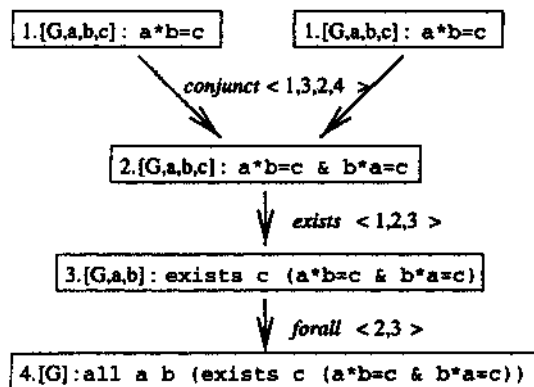 1.[G,a,b,c]: a*b=c
1.[G,a,b,c]: a*b=c
conjunct < 1,3,2,4 >
2.[G,a,b,c]: a*b=c & b*a=c
exists < 1,2,3 >
3.[G,a,b]: exists c (a*b=c & b*a=c)
forall < 2,3 >
4.[G]:all a b (exists c (a*b=c & b*a=c))